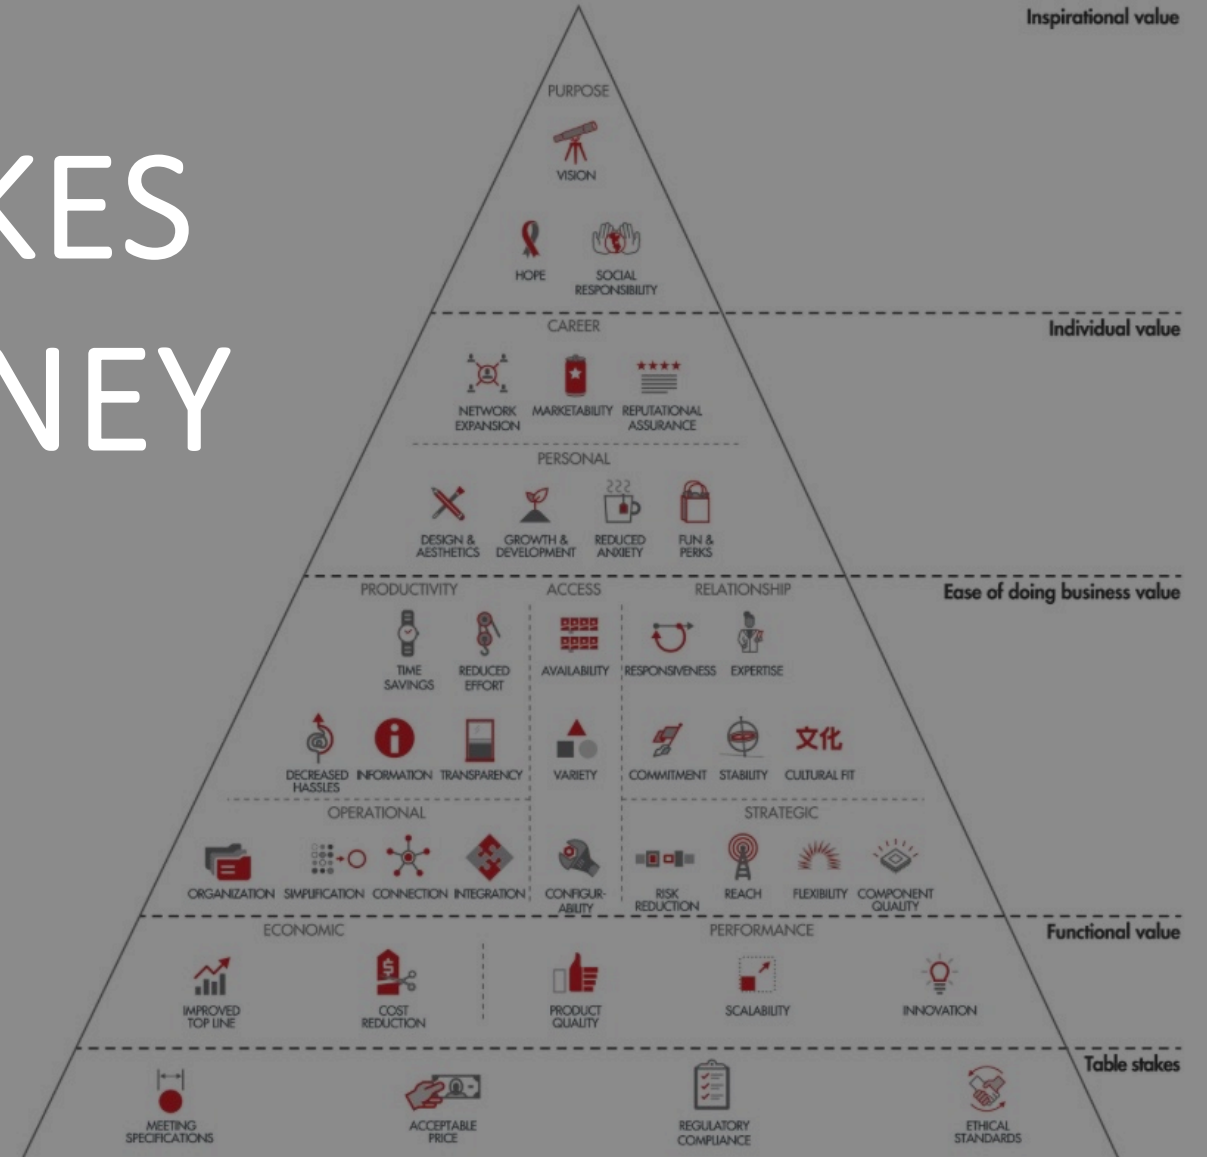 KES
NEY
Inspirational value
PURPOSE
VISION
HOPE
SOCIAL
RESPONSIBILITY
Individual value
CAREER
NETWORK
EXPANSION
MARKETABILITY
REPUTATIONAL
ASSURANCE
PERSONAL
DESIGN &
AESTHETICS
GROWTH &
DEVELOPMENT
REDUCED
ANXIETY
FUN &
PERKS
Ease of doing business value
PRODUCTIVITY
ACCESS
RELATIONSHIP
TIME
SAVINGS
REDUCED
EFFORT
AVAILABILITY
RESPONSIVENESS
EXPERTISE
DECREASED
HASSLES
INFORMATION
TRANSPARENCY
VARIETY
COMMITMENT
STABILITY
文化
CULTURAL FIT
OPERATIONAL
STRATEGIC
ORGANIZATION
SIMPLIFICATION
CONNECTION
INTEGRATION
CONFIGUR-
ABILITY
RISK
REDUCTION
REACH
FLEXIBILITY
COMPONENT
QUALITY
Functional value
ECONOMIC
PERFORMANCE
IMPROVED
TOP LINE
$
COST
REDUCTION
PRODUCT
QUALITY
SCALABILITY
INNOVATION
Table stakes
MEETING
SPECIFICATIONS
ACCEPTABLE
PRICE
REGULATORY
COMPLIANCE
ETHICAL
STANDARDS